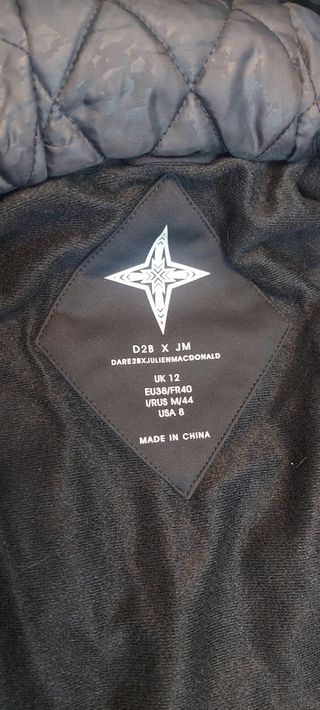 D2B X JM
DARE2BXJULIENMACDONALD
UK 12
EU38/FR40
I/RUS M/44
USA 8
MADE IN CHINA